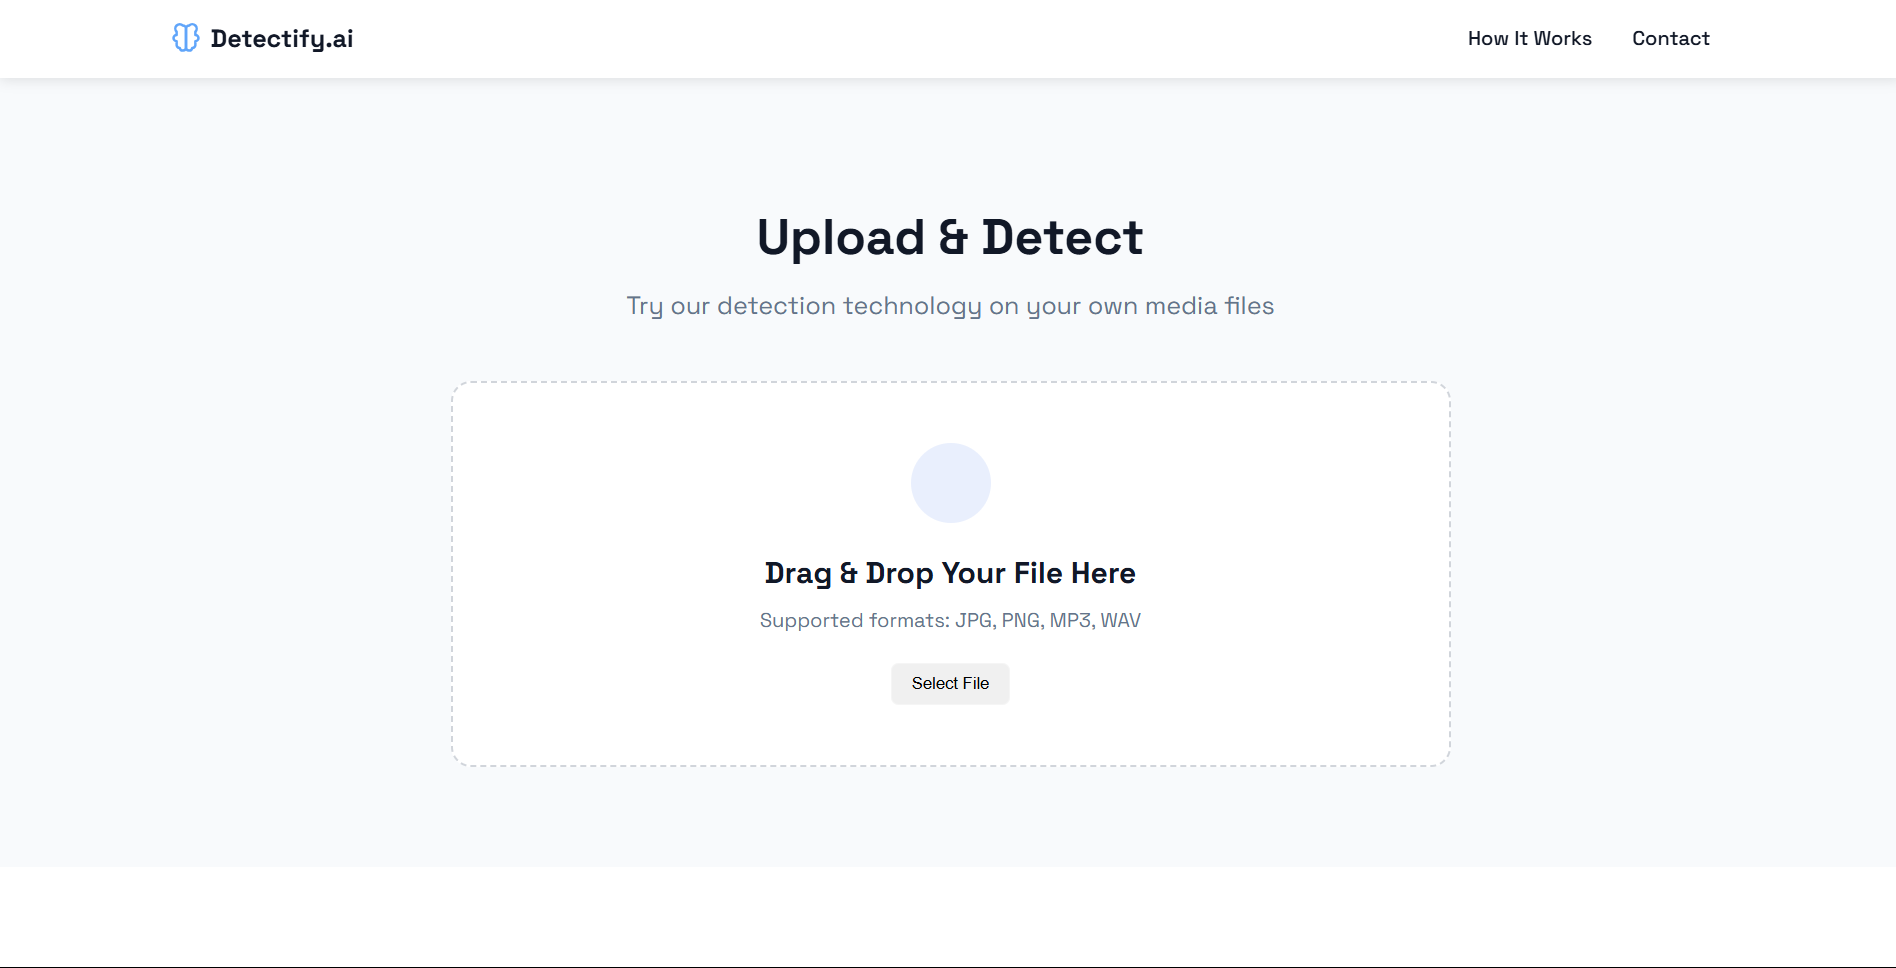 Detectify.ai
How It Works
Contact
Upload & Detect
Try our detection technology on your own media files
Drag & Drop Your File Here
Supported formats: JPG, PNG, MP3, WAV
Select File